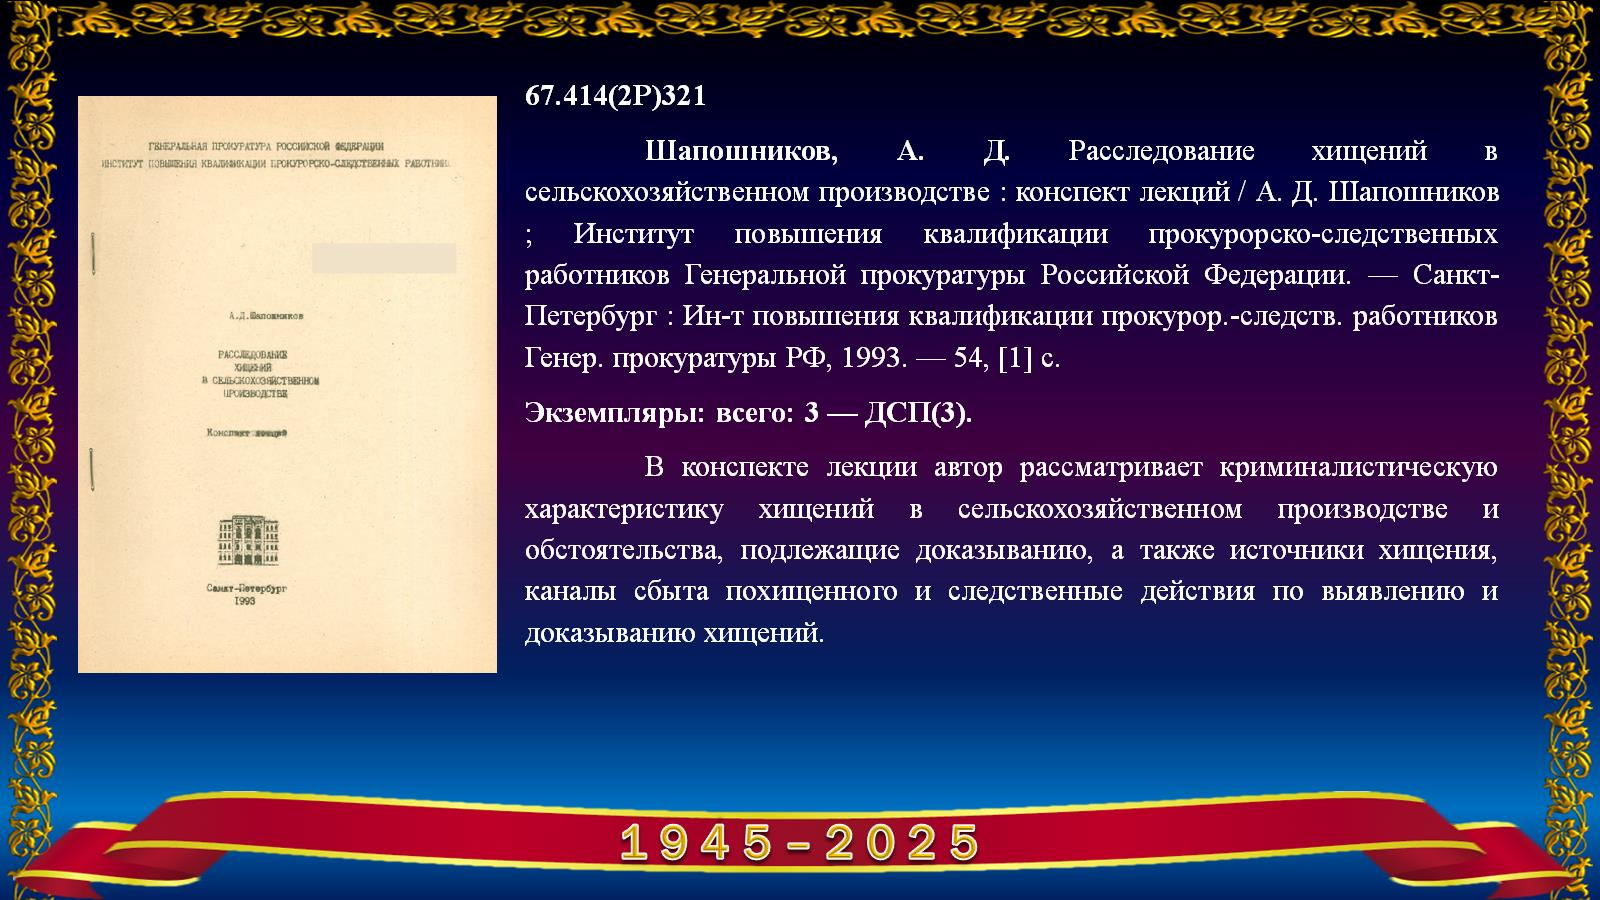 ГЕНЕРАЛЬНАЯ ПРОКУРАТУРА РОССИЙСКОЙ ФЕДЕРАЦИИ
ИНСТИТУТ ПОВЫШЕНИЯ КВАЛИФИКАЦИИ ПРОКУРОРСКО-СЛЕДСТВЕННЫХ РАБОТНИК
А.Д.Шапошников
РАССЛЕДОВАНИЕ
ХИЩЕНИЙ
В СЕЛЬСКОХОЗЯЙСТВЕННОМ
ПРОИЗВОДСТВЕ
Конспект лекций
Санкт-Петербург
1993
67.414(2Р)321
Шапошников, А. Д. Расследование хищений в
сельскохозяйственном производстве : конспект лекций / А. Д. Шапошников
; Институт повышения квалификации прокурорско-следственных
работников Генеральной прокуратуры Российской Федерации. — Санкт-
Петербург : Ин-т повышения квалификации прокурор.-следств. работников
Генер. прокуратуры РФ, 1993. — 54, [1] с.
Экземпляры: всего: 3 — ДСП(3).
В конспекте лекции автор рассматривает криминалистическую
характеристику хищений в сельскохозяйственном производстве и
обстоятельства, подлежащие доказыванию, а также источники хищения,
каналы сбыта похищенного и следственные действия по выявлению и
доказыванию хищений.
1945–2025